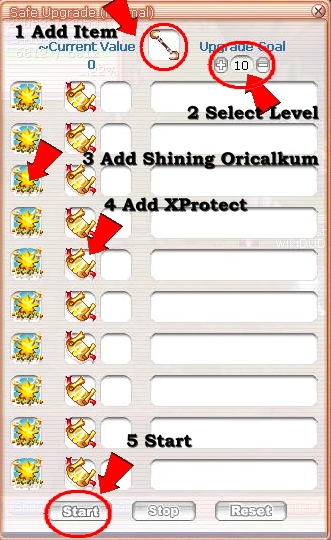 Safe Upgrade
1 Add Item
~Current Value
0
Upgrade Goal
10
2 Select Level
3 Add Shining Oricalkum
4 Add XProtect
5 Start
Start
Stop
Reset